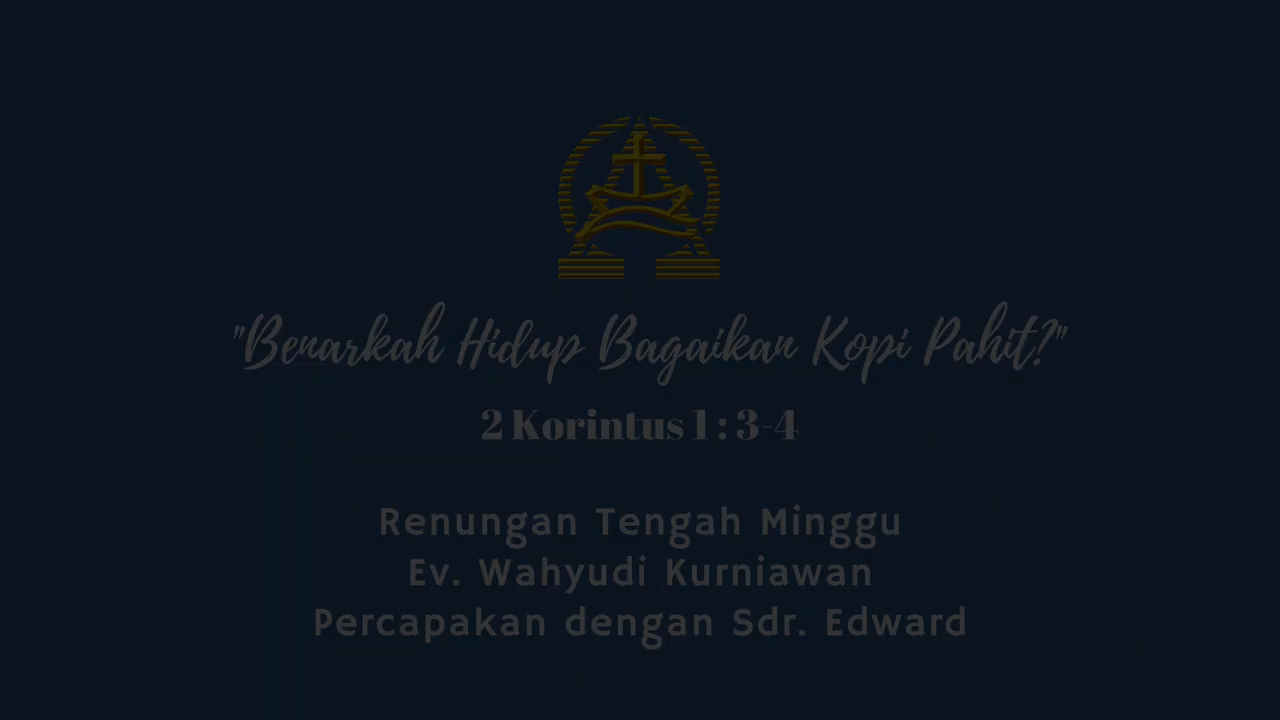 "Benarkah Hidup Bagaikan Kopi Pahit?"
2 Korintus 1 : 3-4
Renungan Tengah Minggu
Ev. Wahyudi Kurniawan
Percapakan dengan Sdr. Edward